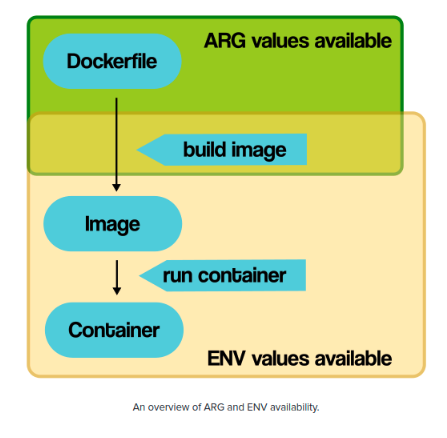 ARG values available
Dockerfile
build image
Image
run container
Container
ENV values available
An overview of ARG and ENV availability.